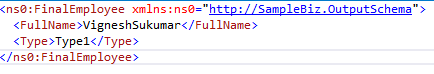 <ns0:FinalEmployee xmlns:ns0="http://SampleBiz.OutputSchema">
<FullName>VigneshSukumar</FullName>
<Type>Type1</Type>
</ns0:FinalEmployee>